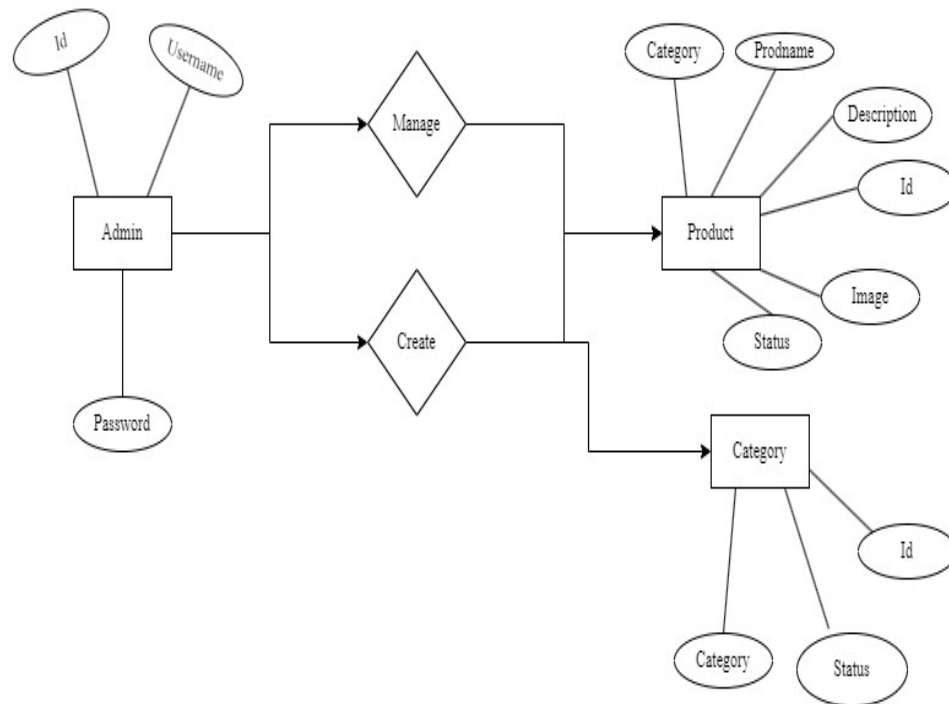 Id
Username
Category
Prodname
Manage
Description
Id
Admin
Product
Image
Create
Status
Password
Category
Id
Category
Status